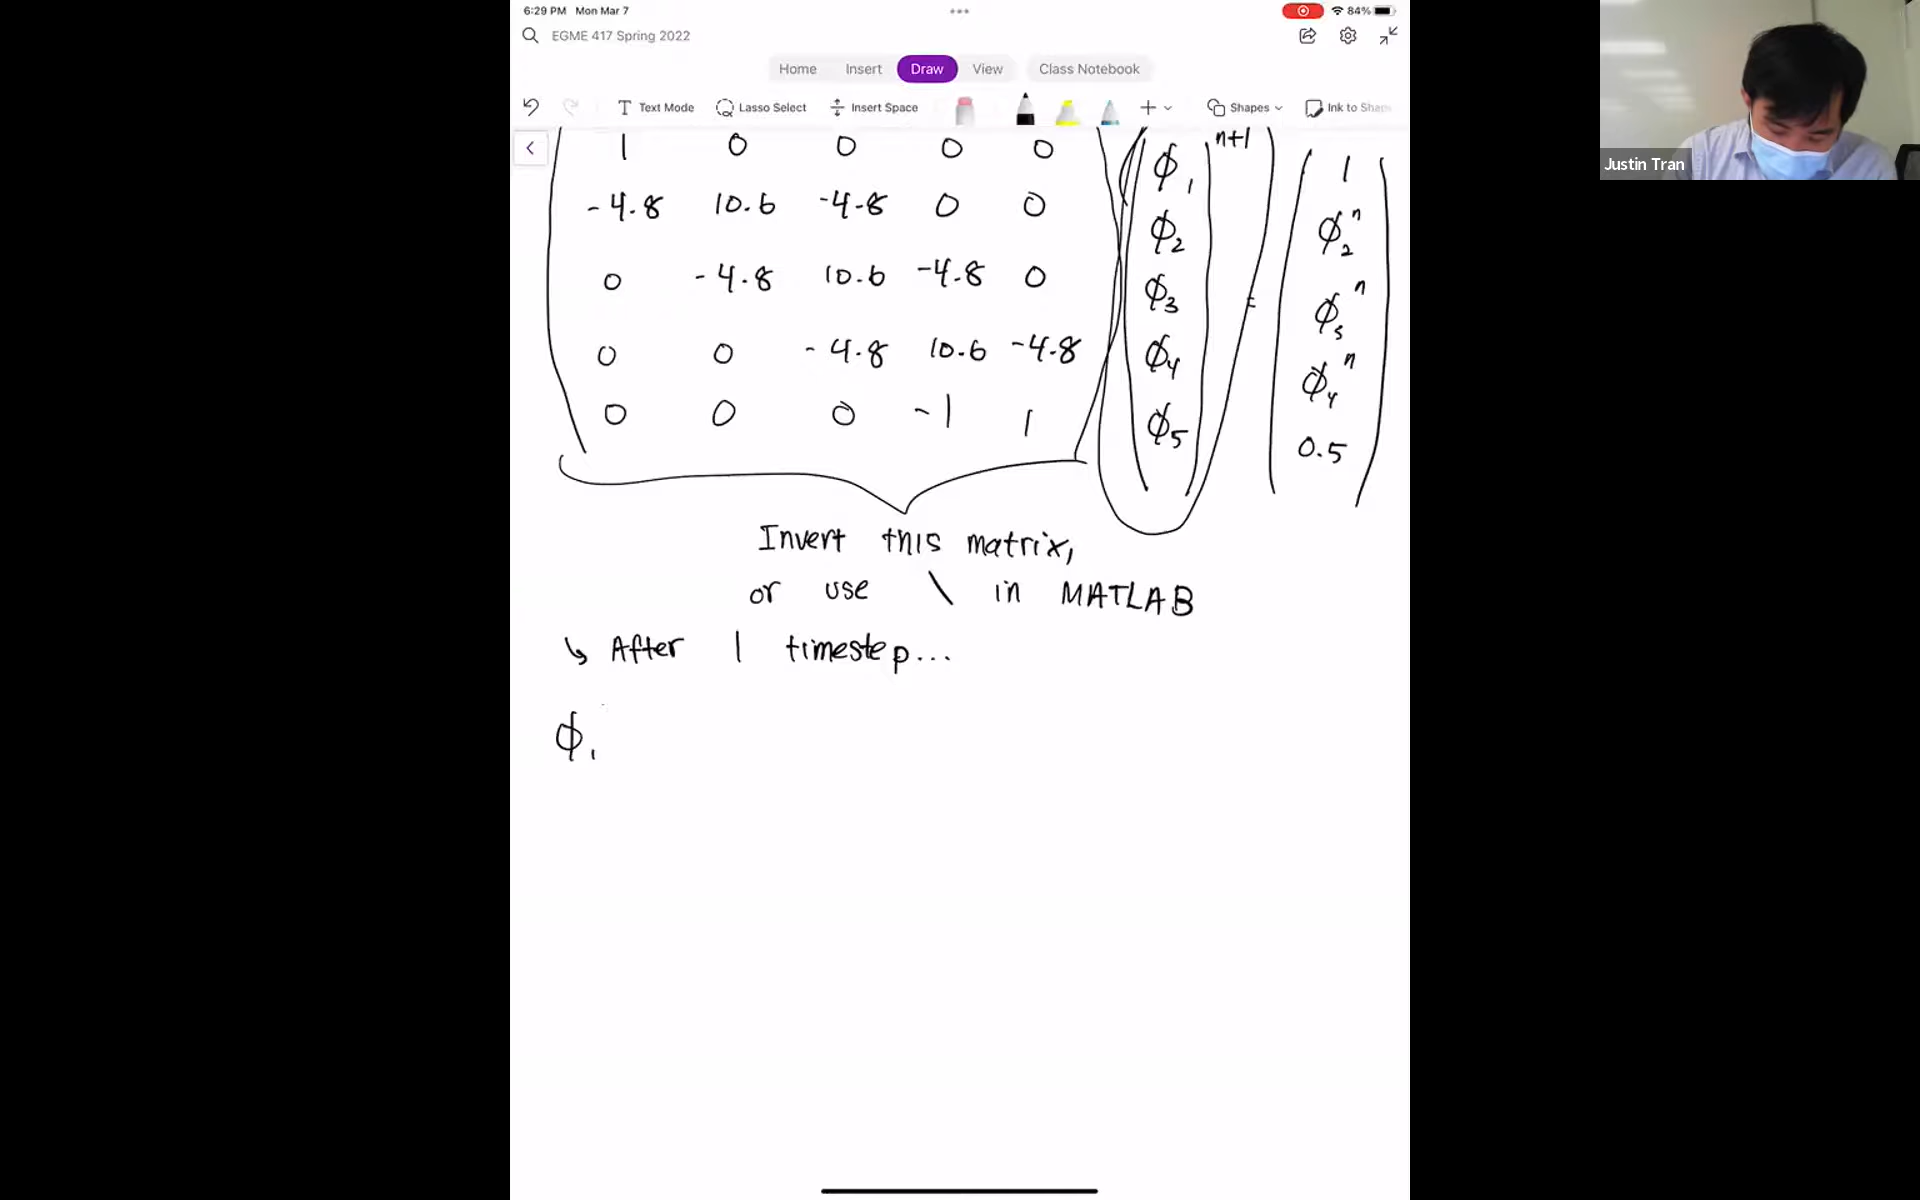 6:29 PM Mon Mar 7
84%
EGME 417 Spring 2022
Home Insert Draw View Class Notebook
Text Mode Lasso Select Insert Space Shapes Ink to Shape
Justin Tran
1 0 0 0 0 ϕ₁ n+1 1
-4.8 10.6 -4.8 0 0 ϕ₂ ϕ₂ⁿ
0 -4.8 10.6 -4.8 0 ϕ₃ = ϕ₃ⁿ
0 0 -4.8 10.6 -4.8 ϕ₄ ϕ₄ⁿ
0 0 0 -1 1 ϕ₅ 0.5
Invert this matrix,
or use \ in MATLAB
↳ After 1 timestep...
ϕ₁